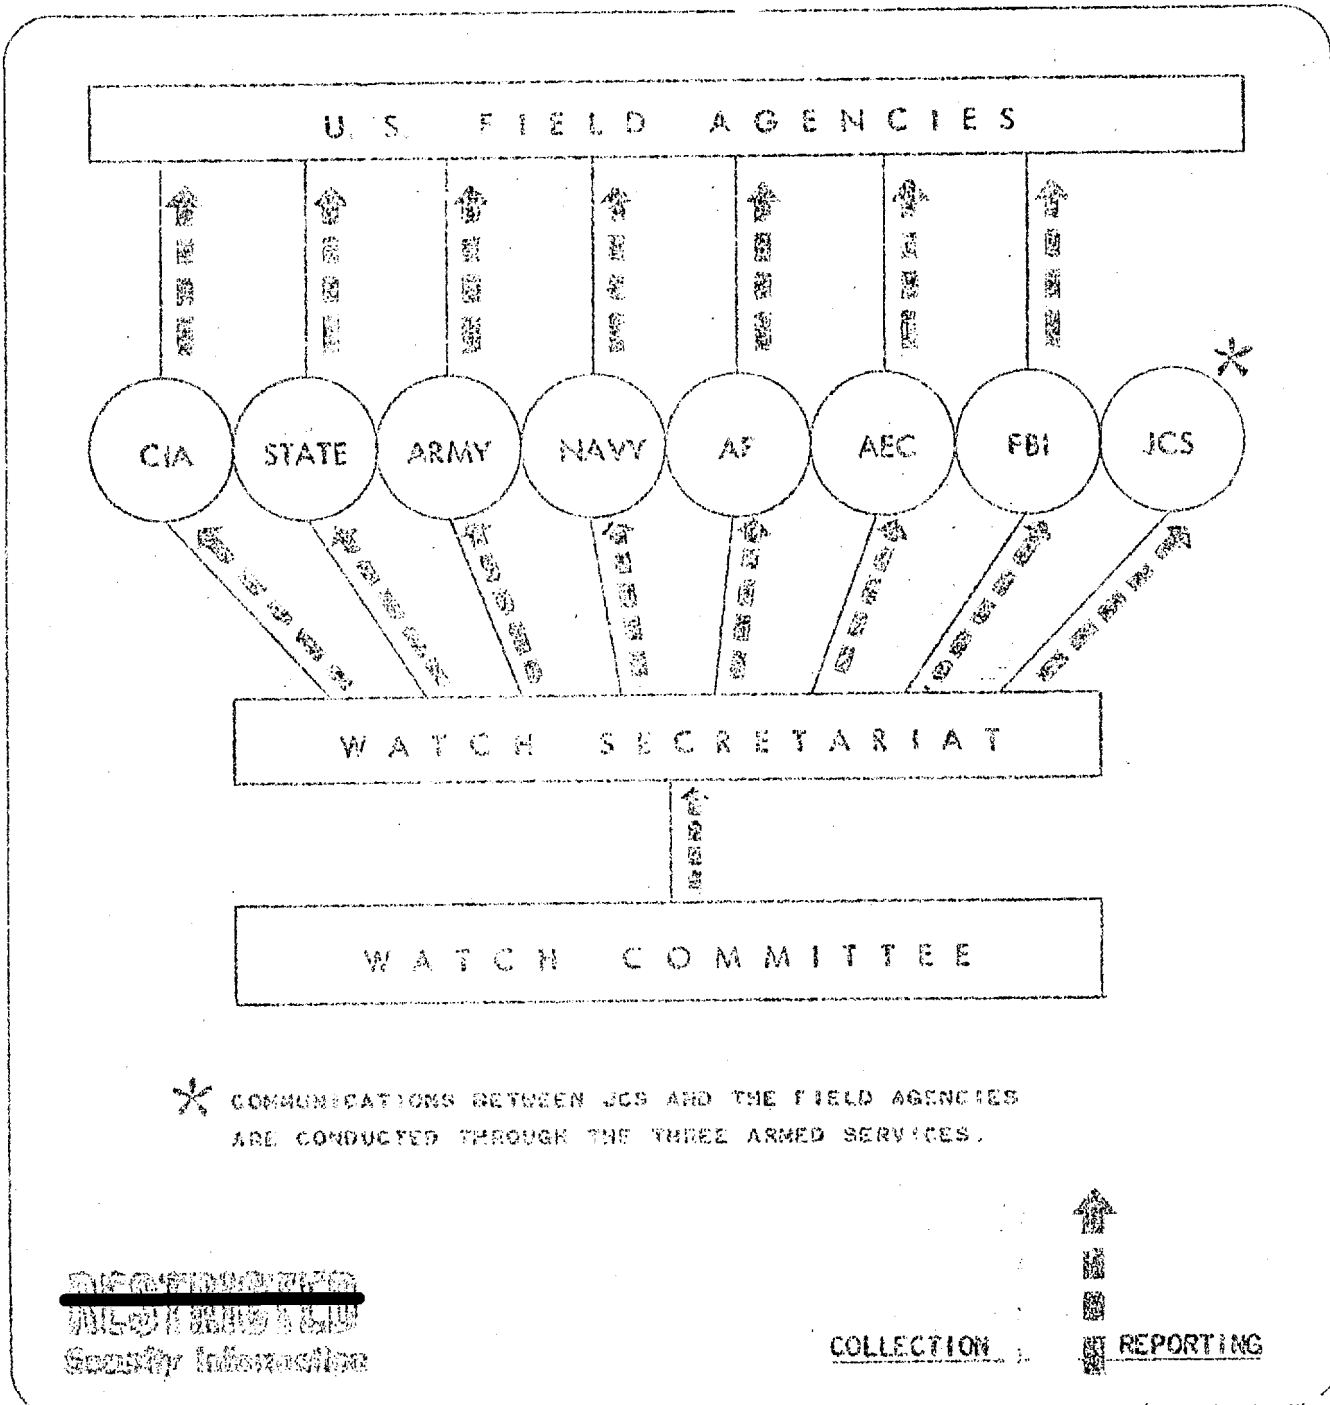 U. S. FIELD AGENCIES
CIA STATE ARMY NAVY AF AEC FBI JCS *
WATCH SECRETARIAT
WATCH COMMITTEE
* COMMUNICATIONS BETWEEN JCS AND THE FIELD AGENCIES
ARE CONDUCTED THROUGH THE THREE ARMED SERVICES.
RESTRICTED
Security Information
COLLECTION REPORTING